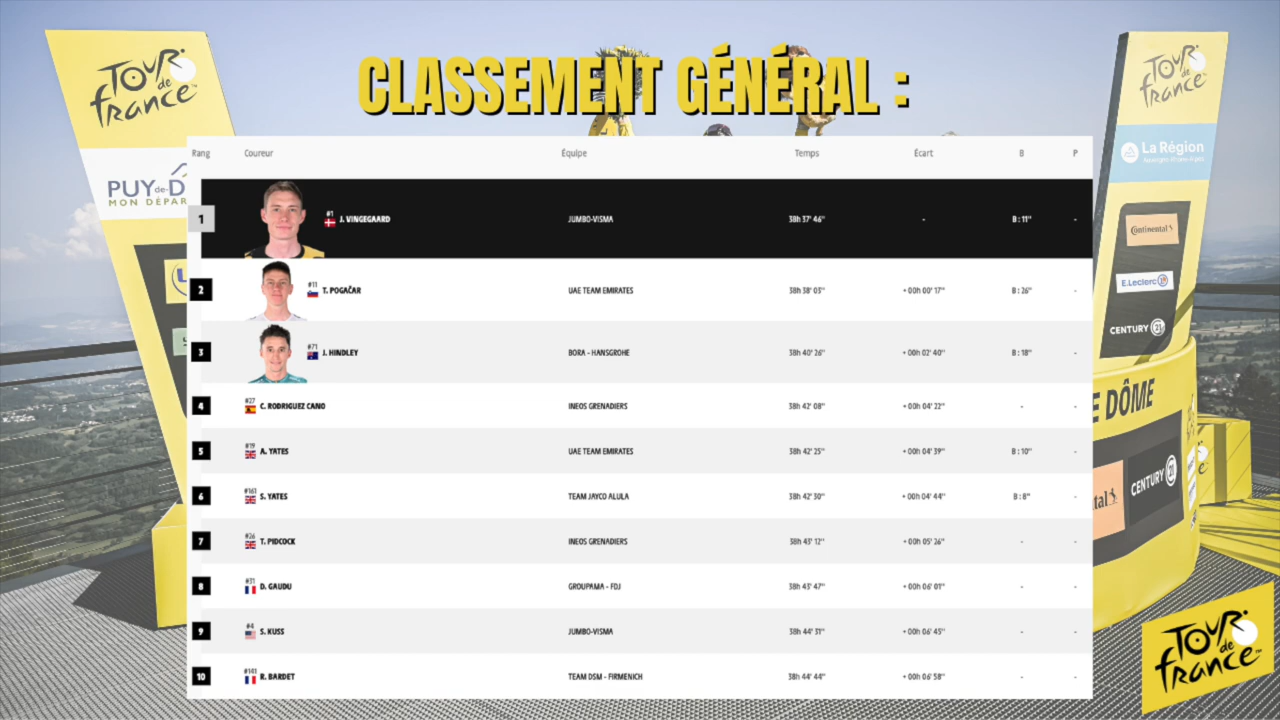 CLASSEMENT GÉNÉRAL :
TOUR de france
TOUR de france
PUY-de-D
MON DÉPAR
La Région
Auvergne-Rhône-Alpes
Continental
E.Leclerc
CENTURY 21
E DÔME
CENTURY 21
TOUR de france
Rang Coureur Équipe Temps Écart B P
1 #1 J. VINGEGAARD JUMBO-VISMA 38h 37' 46'' - B : 11'' -
2 #11 T. POGAČAR UAE TEAM EMIRATES 38h 38' 03'' + 00h 00' 17'' B : 26'' -
3 #71 J. HINDLEY BORA - HANSGROHE 38h 40' 26'' + 00h 02' 40'' B : 18'' -
4 #27 C. RODRIGUEZ CANO INEOS GRENADIERS 38h 42' 08'' + 00h 04' 22'' - -
5 #19 A. YATES UAE TEAM EMIRATES 38h 42' 25'' + 00h 04' 39'' B : 10'' -
6 #161 S. YATES TEAM JAYCO ALULA 38h 42' 30'' + 00h 04' 44'' B : 8'' -
7 #26 T. PIDCOCK INEOS GRENADIERS 38h 43' 12'' + 00h 05' 26'' - -
8 #31 D. GAUDU GROUPAMA - FDJ 38h 43' 47'' + 00h 06' 01'' - -
9 #4 S. KUSS JUMBO-VISMA 38h 44' 31'' + 00h 06' 45'' - -
10 #141 R. BARDET TEAM DSM - FIRMENICH 38h 44' 44'' + 00h 06' 58'' - -